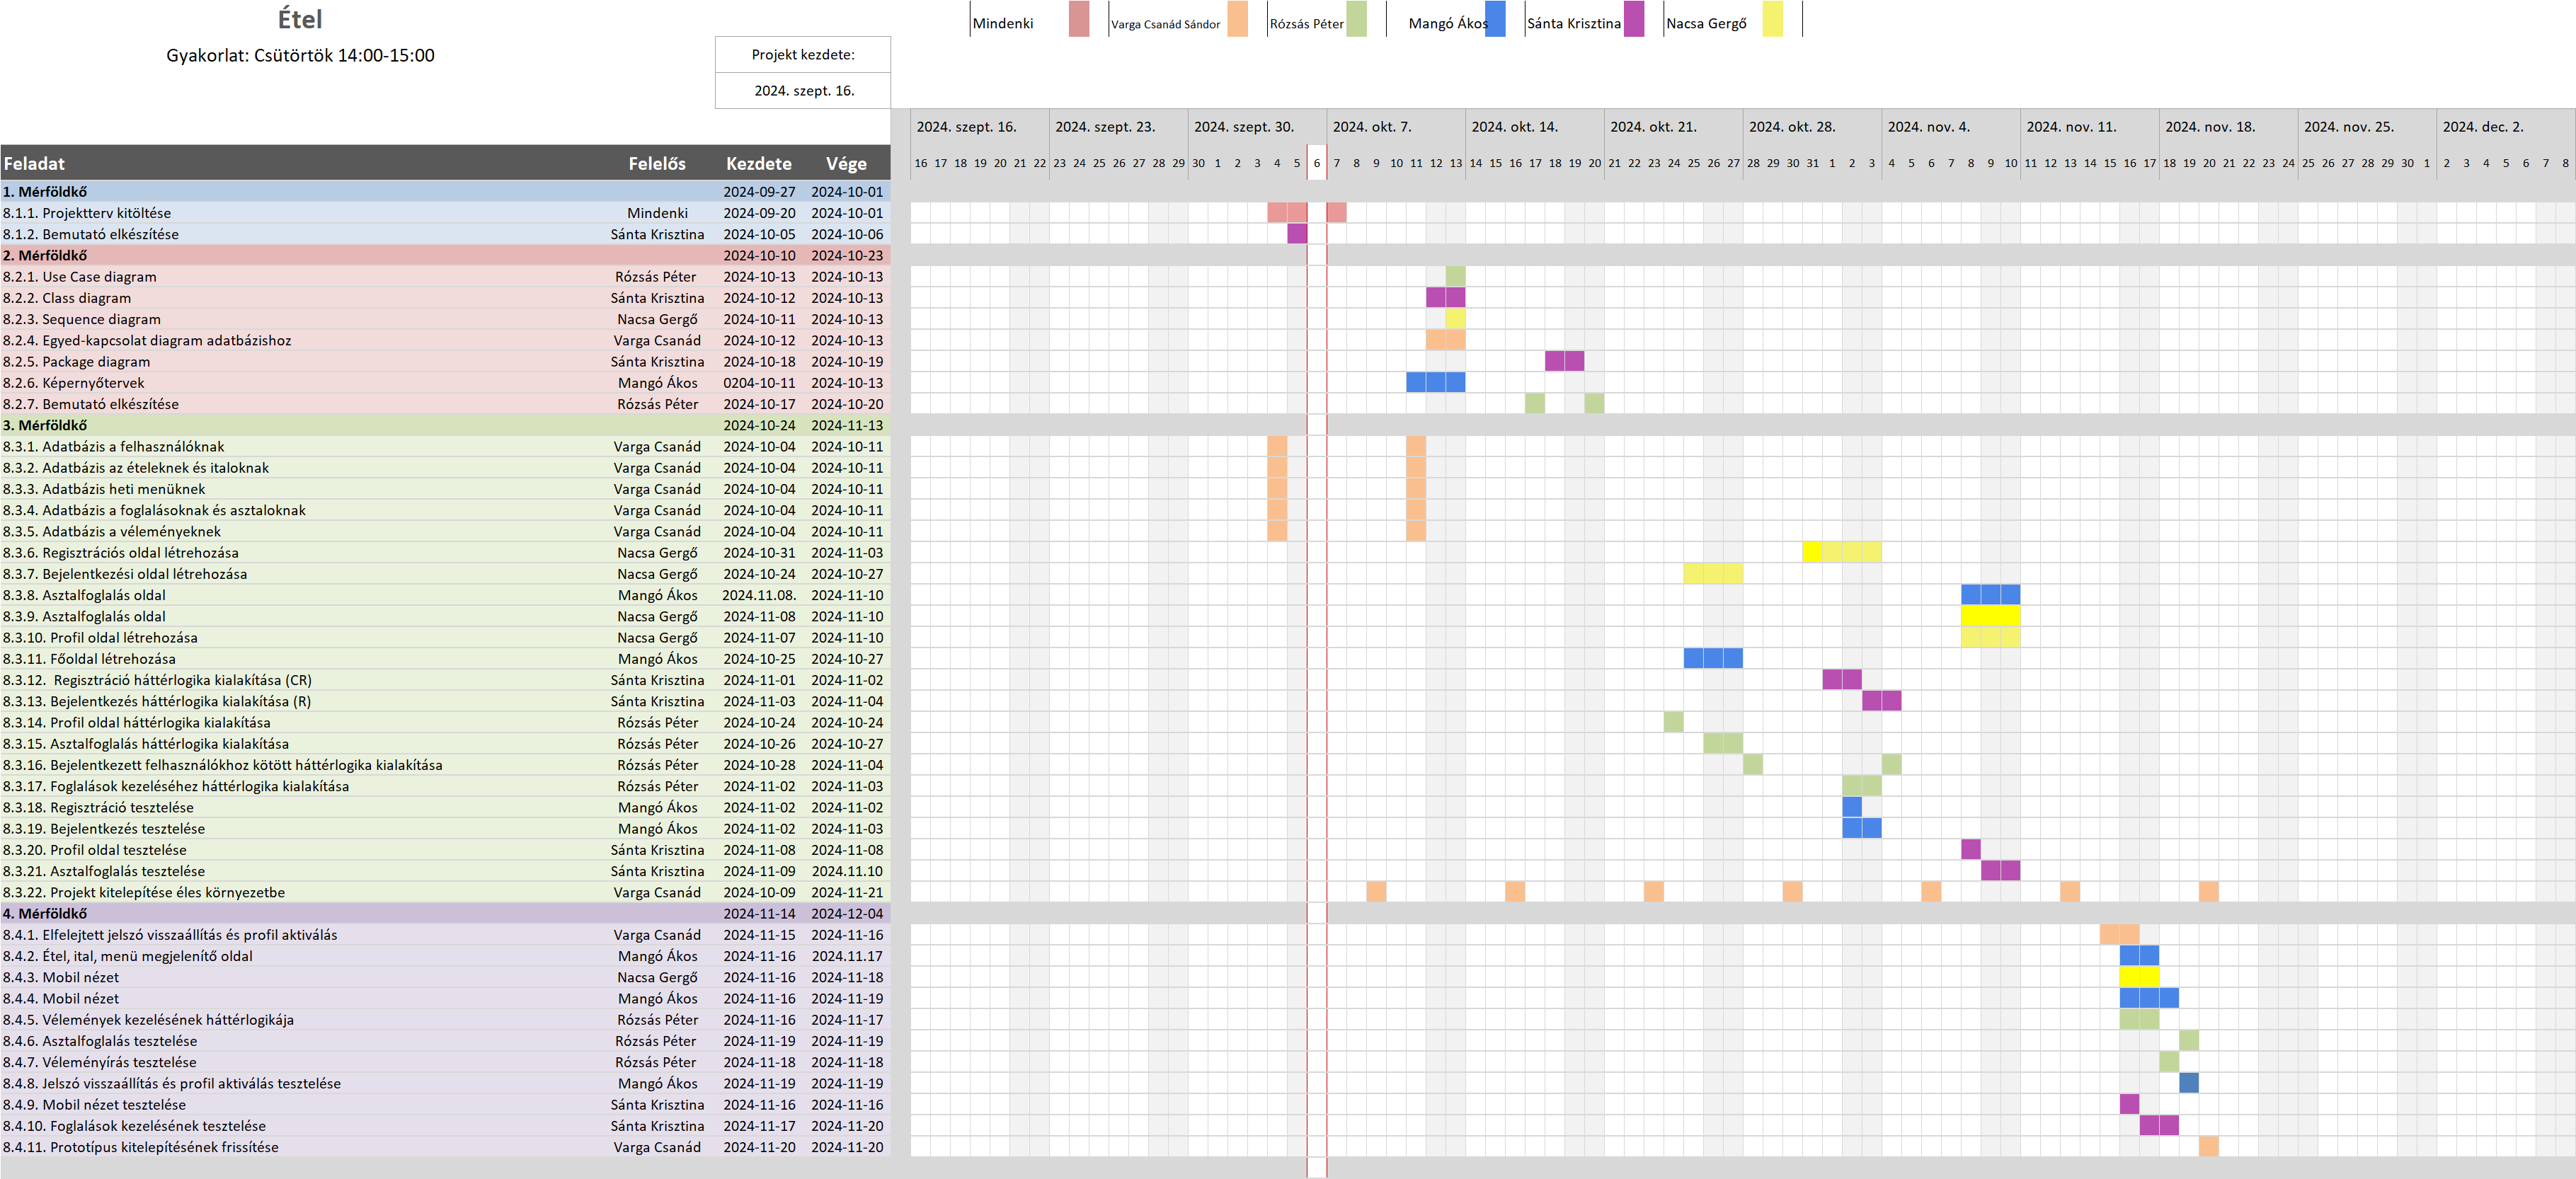 Étel
Mindenki Varga Csanád Sándor Rózsás Péter Mangó Ákos Sánta Krisztina Nacsa Gergő
Gyakorlat: Csütörtök 14:00-15:00
Projekt kezdete:
2024. szept. 16.
2024. szept. 16. 2024. szept. 23. 2024. szept. 30. 2024. okt. 7. 2024. okt. 14. 2024. okt. 21. 2024. okt. 28. 2024. nov. 4. 2024. nov. 11. 2024. nov. 18. 2024. nov. 25. 2024. dec. 2.
Feladat Felelős Kezdete Vége 16 17 18 19 20 21 22 23 24 25 26 27 28 29 30 1 2 3 4 5 6 7 8 9 10 11 12 13 14 15 16 17 18 19 20 21 22 23 24 25 26 27 28 29 30 31 1 2 3 4 5 6 7 8 9 10 11 12 13 14 15 16 17 18 19 20 21 22 23 24 25 26 27 28 29 30 1 2 3 4 5 6 7 8
1. Mérföldkő 2024-09-27 2024-10-01
8.1.1. Projektterv kitöltése Mindenki 2024-09-20 2024-10-01
8.1.2. Bemutató elkészítése Sánta Krisztina 2024-10-05 2024-10-06
2. Mérföldkő 2024-10-10 2024-10-23
8.2.1. Use Case diagram Rózsás Péter 2024-10-13 2024-10-13
8.2.2. Class diagram Sánta Krisztina 2024-10-12 2024-10-13
8.2.3. Sequence diagram Nacsa Gergő 2024-10-11 2024-10-13
8.2.4. Egyed-kapcsolat diagram adatbázishoz Varga Csanád 2024-10-12 2024-10-13
8.2.5. Package diagram Sánta Krisztina 2024-10-18 2024-10-19
8.2.6. Képernyőtervek Mangó Ákos 0204-10-11 2024-10-13
8.2.7. Bemutató elkészítése Rózsás Péter 2024-10-17 2024-10-20
3. Mérföldkő 2024-10-24 2024-11-13
8.3.1. Adatbázis a felhasználóknak Varga Csanád 2024-10-04 2024-10-11
8.3.2. Adatbázis az ételeknek és italoknak Varga Csanád 2024-10-04 2024-10-11
8.3.3. Adatbázis heti menüknek Varga Csanád 2024-10-04 2024-10-11
8.3.4. Adatbázis a foglalásoknak és asztaloknak Varga Csanád 2024-10-04 2024-10-11
8.3.5. Adatbázis a véleményeknek Varga Csanád 2024-10-04 2024-10-11
8.3.6. Regisztrációs oldal létrehozása Nacsa Gergő 2024-10-31 2024-11-03
8.3.7. Bejelentkezési oldal létrehozása Nacsa Gergő 2024-10-24 2024-10-27
8.3.8. Asztalfoglalás oldal Mangó Ákos 2024.11.08. 2024-11-10
8.3.9. Asztalfoglalás oldal Nacsa Gergő 2024-11-08 2024-11-10
8.3.10. Profil oldal létrehozása Nacsa Gergő 2024-11-07 2024-11-10
8.3.11. Főoldal létrehozása Mangó Ákos 2024-10-25 2024-10-27
8.3.12. Regisztráció háttérlogika kialakítása (CR) Sánta Krisztina 2024-11-01 2024-11-02
8.3.13. Bejelentkezés háttérlogika kialakítása (R) Sánta Krisztina 2024-11-03 2024-11-04
8.3.14. Profil oldal háttérlogika kialakítása Rózsás Péter 2024-10-24 2024-10-24
8.3.15. Asztalfoglalás háttérlogika kialakítása Rózsás Péter 2024-10-26 2024-10-27
8.3.16. Bejelentkezett felhasználókhoz kötött háttérlogika kialakítása Rózsás Péter 2024-10-28 2024-11-04
8.3.17. Foglalások kezeléséhez háttérlogika kialakítása Rózsás Péter 2024-11-02 2024-11-03
8.3.18. Regisztráció tesztelése Mangó Ákos 2024-11-02 2024-11-02
8.3.19. Bejelentkezés tesztelése Mangó Ákos 2024-11-02 2024-11-03
8.3.20. Profil oldal tesztelése Sánta Krisztina 2024-11-08 2024-11-08
8.3.21. Asztalfoglalás tesztelése Sánta Krisztina 2024-11-09 2024.11.10
8.3.22. Projekt kitelepítése éles környezetbe Varga Csanád 2024-10-09 2024-11-21
4. Mérföldkő 2024-11-14 2024-12-04
8.4.1. Elfelejtett jelszó visszaállítás és profil aktiválás Varga Csanád 2024-11-15 2024-11-16
8.4.2. Étel, ital, menü megjelenítő oldal Mangó Ákos 2024-11-16 2024.11.17
8.4.3. Mobil nézet Nacsa Gergő 2024-11-16 2024-11-18
8.4.4. Mobil nézet Mangó Ákos 2024-11-16 2024-11-19
8.4.5. Vélemények kezelésének háttérlogikája Rózsás Péter 2024-11-16 2024-11-17
8.4.6. Asztalfoglalás tesztelése Rózsás Péter 2024-11-19 2024-11-19
8.4.7. Véleményírás tesztelése Rózsás Péter 2024-11-18 2024-11-18
8.4.8. Jelszó visszaállítás és profil aktiválás tesztelése Mangó Ákos 2024-11-19 2024-11-19
8.4.9. Mobil nézet tesztelése Sánta Krisztina 2024-11-16 2024-11-16
8.4.10. Foglalások kezelésének tesztelése Sánta Krisztina 2024-11-17 2024-11-20
8.4.11. Prototípus kitelepítésének frissítése Varga Csanád 2024-11-20 2024-11-20